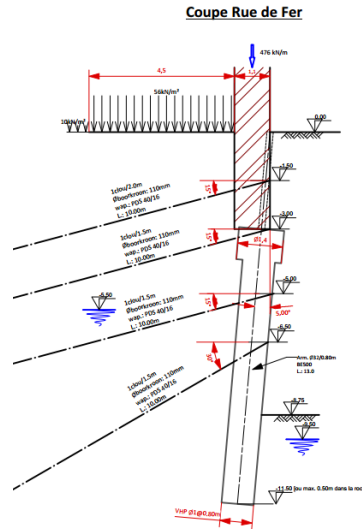 Coupe Rue de Fer
476 kN/m
4,5
1,1
56kN/m²
10kN/m²
0.00
1clou/2.0m
Øboorkroon: 110mm
wap.: PDS 40/16
L.: 10.00m
15°
-1.50
1clou/1.5m
Øboorkroon: 110mm
wap.: PDS 40/16
L.: 10.00m
15°
-3.00
Ø1,4
1clou/1.5m
Øboorkroon: 110mm
wap.: PDS 40/16
L.: 10.00m
15°
-5.00
5,00°
-5.50
-6.50
1clou/1.5m
Øboorkroon: 110mm
wap.: PDS 40/16
L.: 10.00m
30°
Arm. Ø32/0.80m
BE500
L.: 13.0
-8.75
-9.50
-11.50 (au max. 0.50m dans la roc
VHP Ø1@0,80m